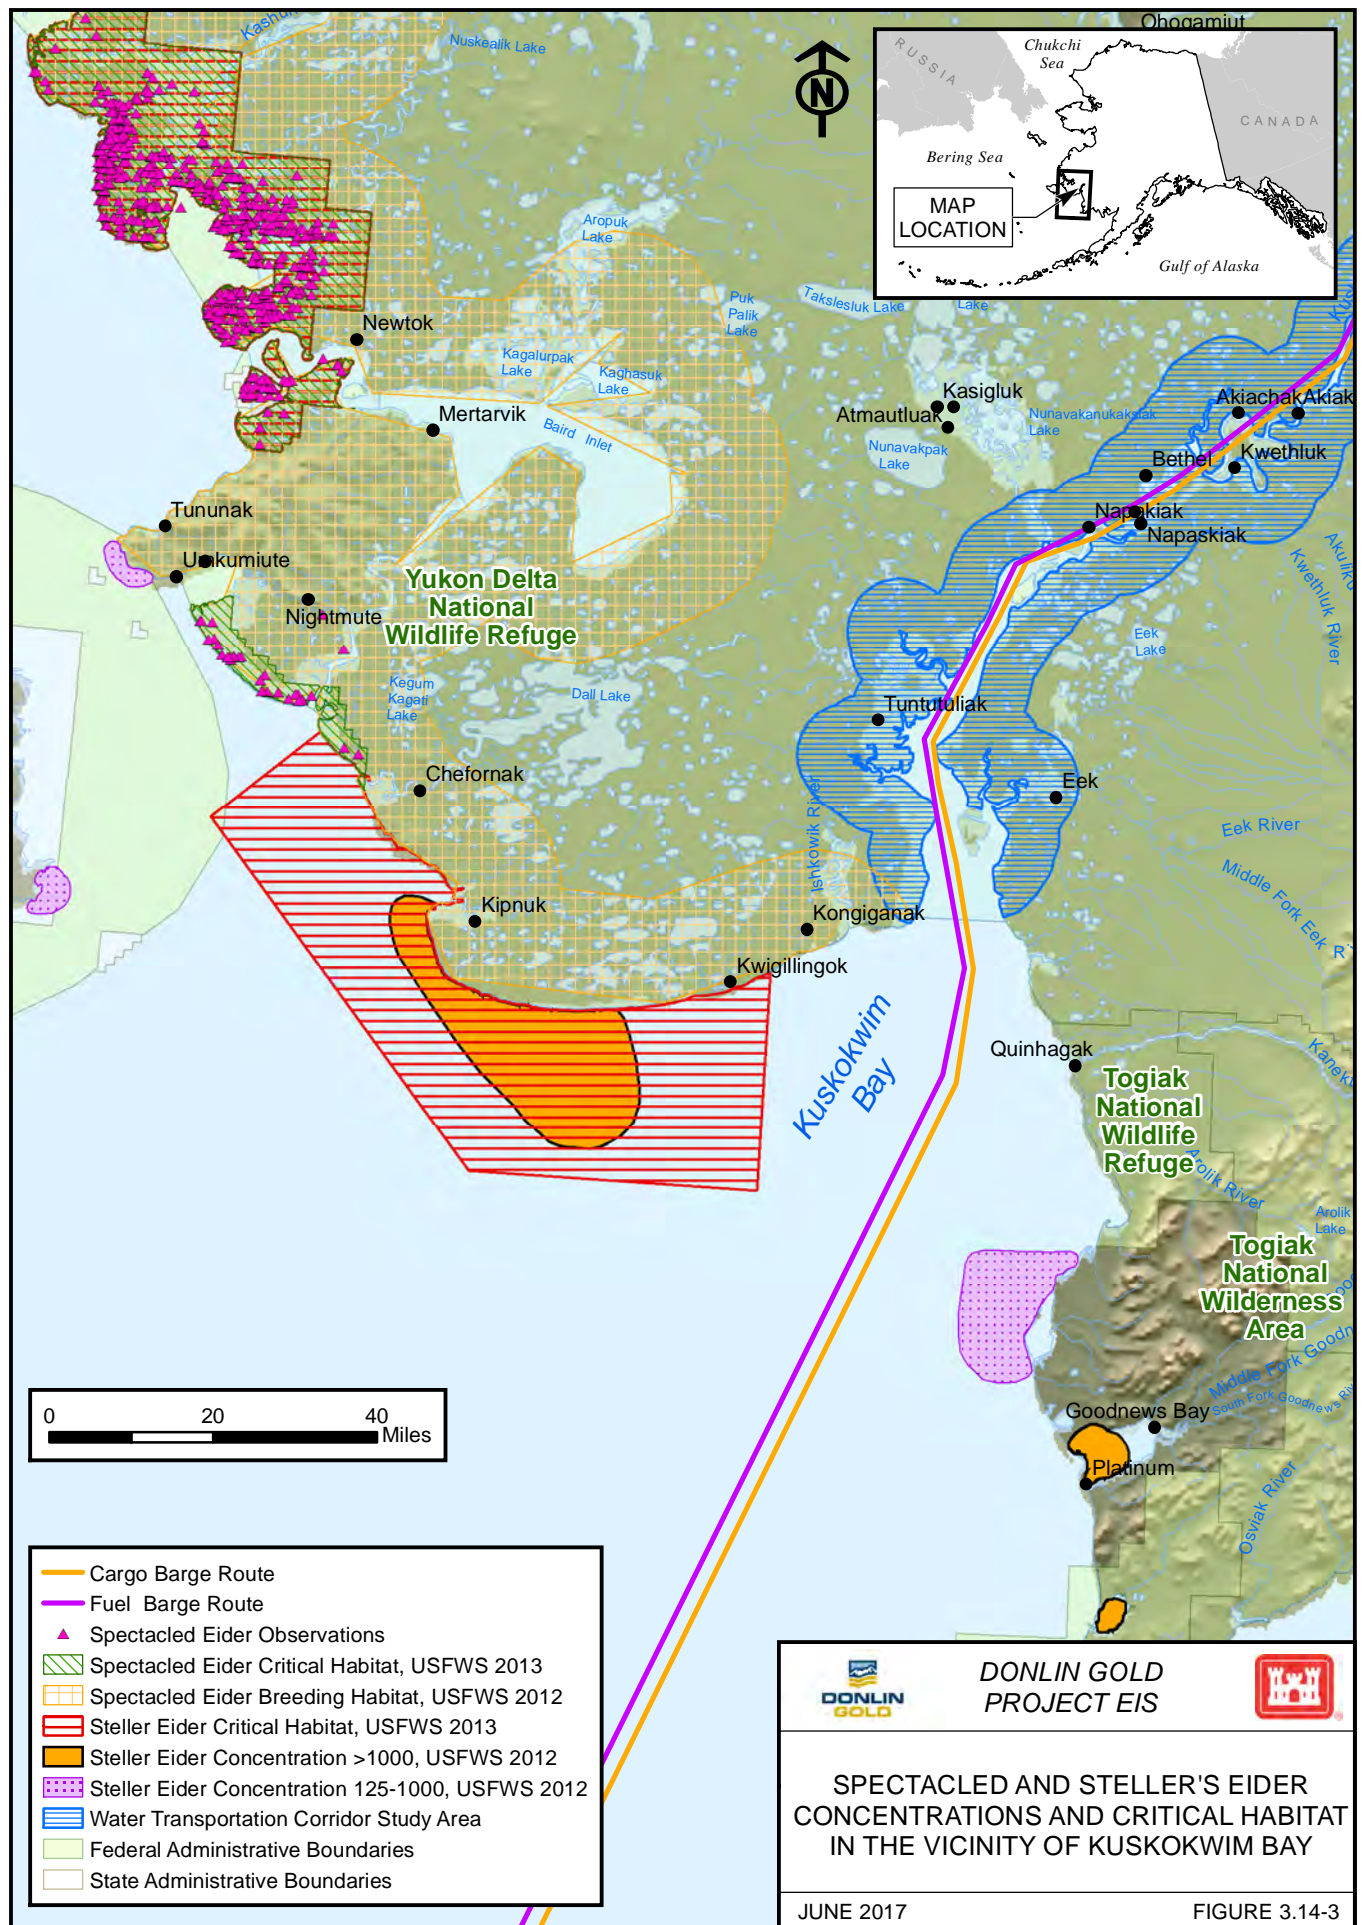 Kashun
Nuskealik Lake
Ohogamiut
RUSSIA
Chukchi
Sea
CANADA
Bering Sea
MAP
LOCATION
Gulf of Alaska
N
Aropuk
Lake
Puk
Palik
Lake
Takslesluk Lake
Lake
Newtok
Kagalurpak
Lake
Kaghasuk
Lake
Mertarvik
Baird Inlet
Kasigluk
Atmautluak
Nunavakanukakslak
Lake
Nunavakpak
Lake
Akiachak
Akiak
Bethel
Kwethluk
Napakiak
Napaskiak
Tununak
Umkumiute
Nightmute
Yukon Delta
National
Wildlife Refuge
Kwethluk River
Eek
Lake
Kegum
Kagati
Lake
Dall Lake
Tuntutuliak
Chefornak
Eek
Ishkowik River
Eek River
Middle Fork Eek Ri
Kipnuk
Kongiganak
Kwigillingok
Kuskokwim
Bay
Quinhagak
Togiak
National
Wildlife
Refuge
Arolik River
Arolik
Lake
Togiak
National
Wilderness
Area
Middle Fork Goodn
South Fork Goodnews Riv
Goodnews Bay
Platinum
Osviak River
0
20
40
Miles
Cargo Barge Route
Fuel Barge Route
Spectacled Eider Observations
Spectacled Eider Critical Habitat, USFWS 2013
Spectacled Eider Breeding Habitat, USFWS 2012
Steller Eider Critical Habitat, USFWS 2013
Steller Eider Concentration >1000, USFWS 2012
Steller Eider Concentration 125-1000, USFWS 2012
Water Transportation Corridor Study Area
Federal Administrative Boundaries
State Administrative Boundaries
DONLIN
GOLD
DONLIN GOLD
PROJECT EIS
SPECTACLED AND STELLER'S EIDER
CONCENTRATIONS AND CRITICAL HABITAT
IN THE VICINITY OF KUSKOKWIM BAY
JUNE 2017
FIGURE 3.14-3